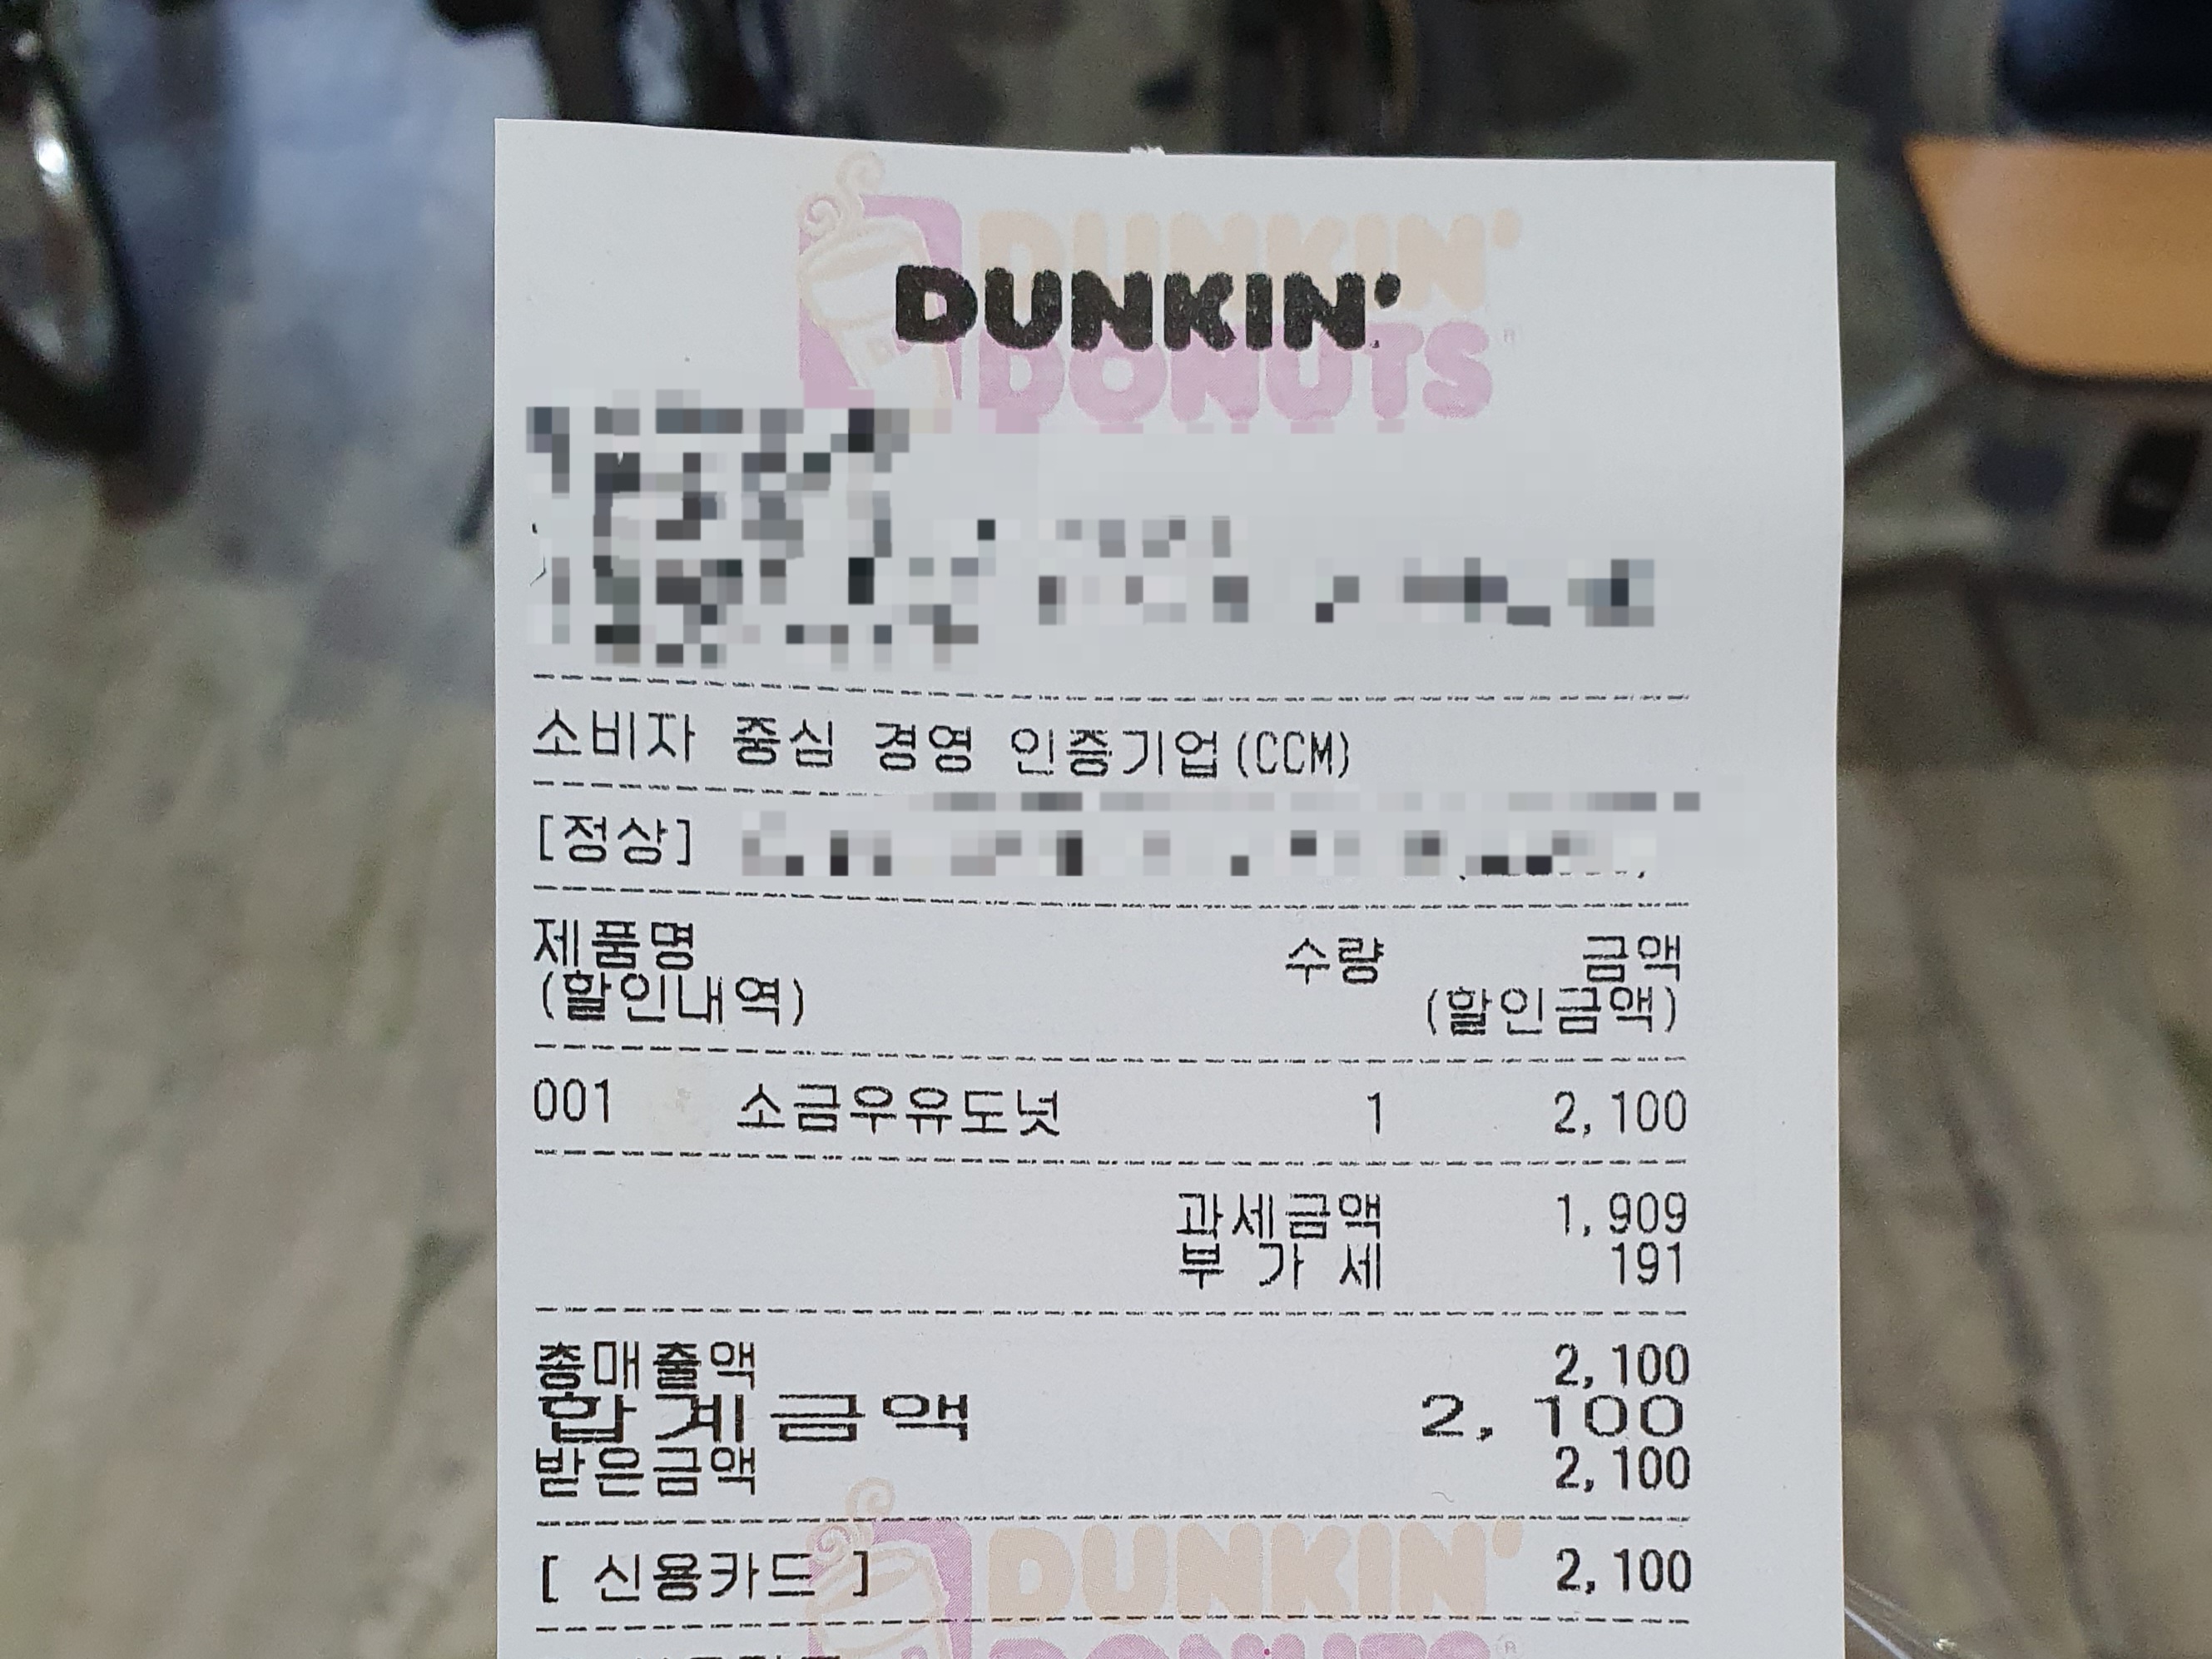 DUNKIN'
DONUTS
DUNKIN'
소비자 중심 경영 인증기업(CCM)
[정상]
제품명 수량 금액
(할인내역) (할인금액)
001 소금우유도넛 1 2,100
과세금액 1,909
부 가 세 191
총매출액 2,100
합계금액 2,100
받은금액 2,100
[ 신용카드 ] 2,100
DUNKIN'
DONUTS